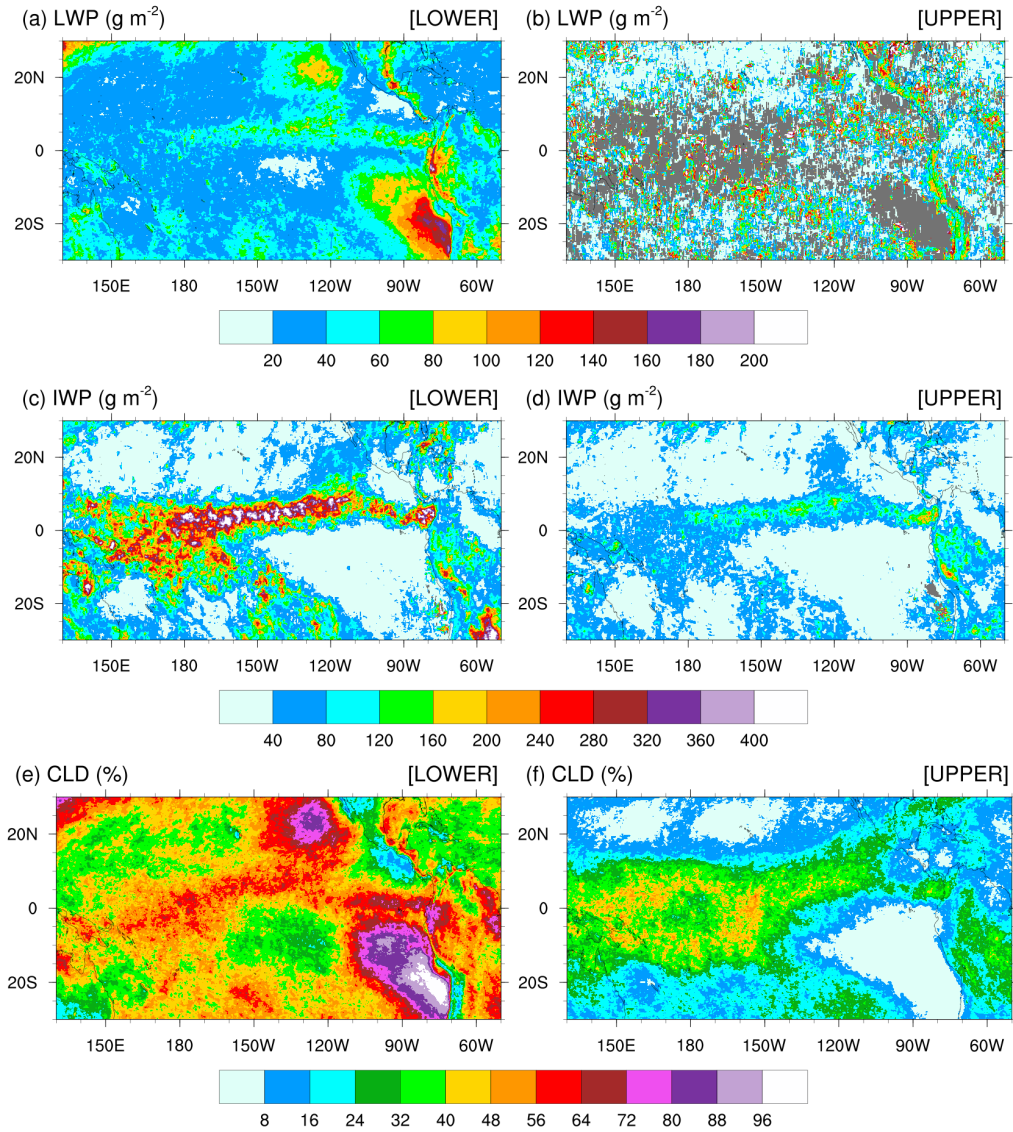 (a) LWP (g m⁻²) [LOWER] (b) LWP (g m⁻²) [UPPER]
20N 20N
0 0
20S 20S
150E 180 150W 120W 90W 60W 150E 180 150W 120W 90W 60W
20 40 60 80 100 120 140 160 180 200
(c) IWP (g m⁻²) [LOWER] (d) IWP (g m⁻²) [UPPER]
20N 20N
0 0
20S 20S
150E 180 150W 120W 90W 60W 150E 180 150W 120W 90W 60W
40 80 120 160 200 240 280 320 360 400
(e) CLD (%) [LOWER] (f) CLD (%) [UPPER]
20N 20N
0 0
20S 20S
150E 180 150W 120W 90W 60W 150E 180 150W 120W 90W 60W
8 16 24 32 40 48 56 64 72 80 88 96